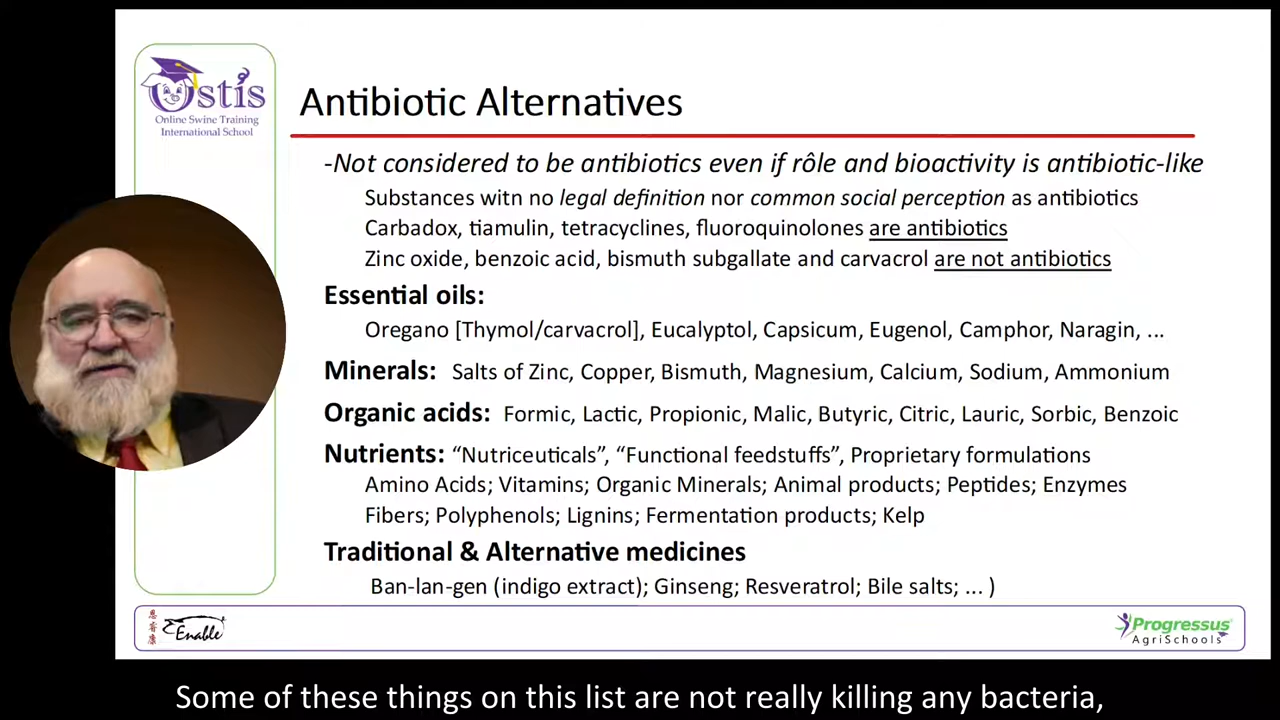 Ostis
Online Swine Training
International School
Antibiotic Alternatives
-Not considered to be antibiotics even if rôle and bioactivity is antibiotic-like
Substances witn no legal definition nor common social perception as antibiotics
Carbadox, tiamulin, tetracyclines, fluoroquinolones are antibiotics
Zinc oxide, benzoic acid, bismuth subgallate and carvacrol are not antibiotics
Essential oils:
Oregano [Thymol/carvacrol], Eucalyptol, Capsicum, Eugenol, Camphor, Naragin, ...
Minerals: Salts of Zinc, Copper, Bismuth, Magnesium, Calcium, Sodium, Ammonium
Organic acids: Formic, Lactic, Propionic, Malic, Butyric, Citric, Lauric, Sorbic, Benzoic
Nutrients: “Nutriceuticals”, “Functional feedstuffs”, Proprietary formulations
Amino Acids; Vitamins; Organic Minerals; Animal products; Peptides; Enzymes
Fibers; Polyphenols; Lignins; Fermentation products; Kelp
Traditional & Alternative medicines
Ban-lan-gen (indigo extract); Ginseng; Resveratrol; Bile salts; ... )
Enable
Progressus
AgriSchools
Some of these things on this list are not really killing any bacteria,